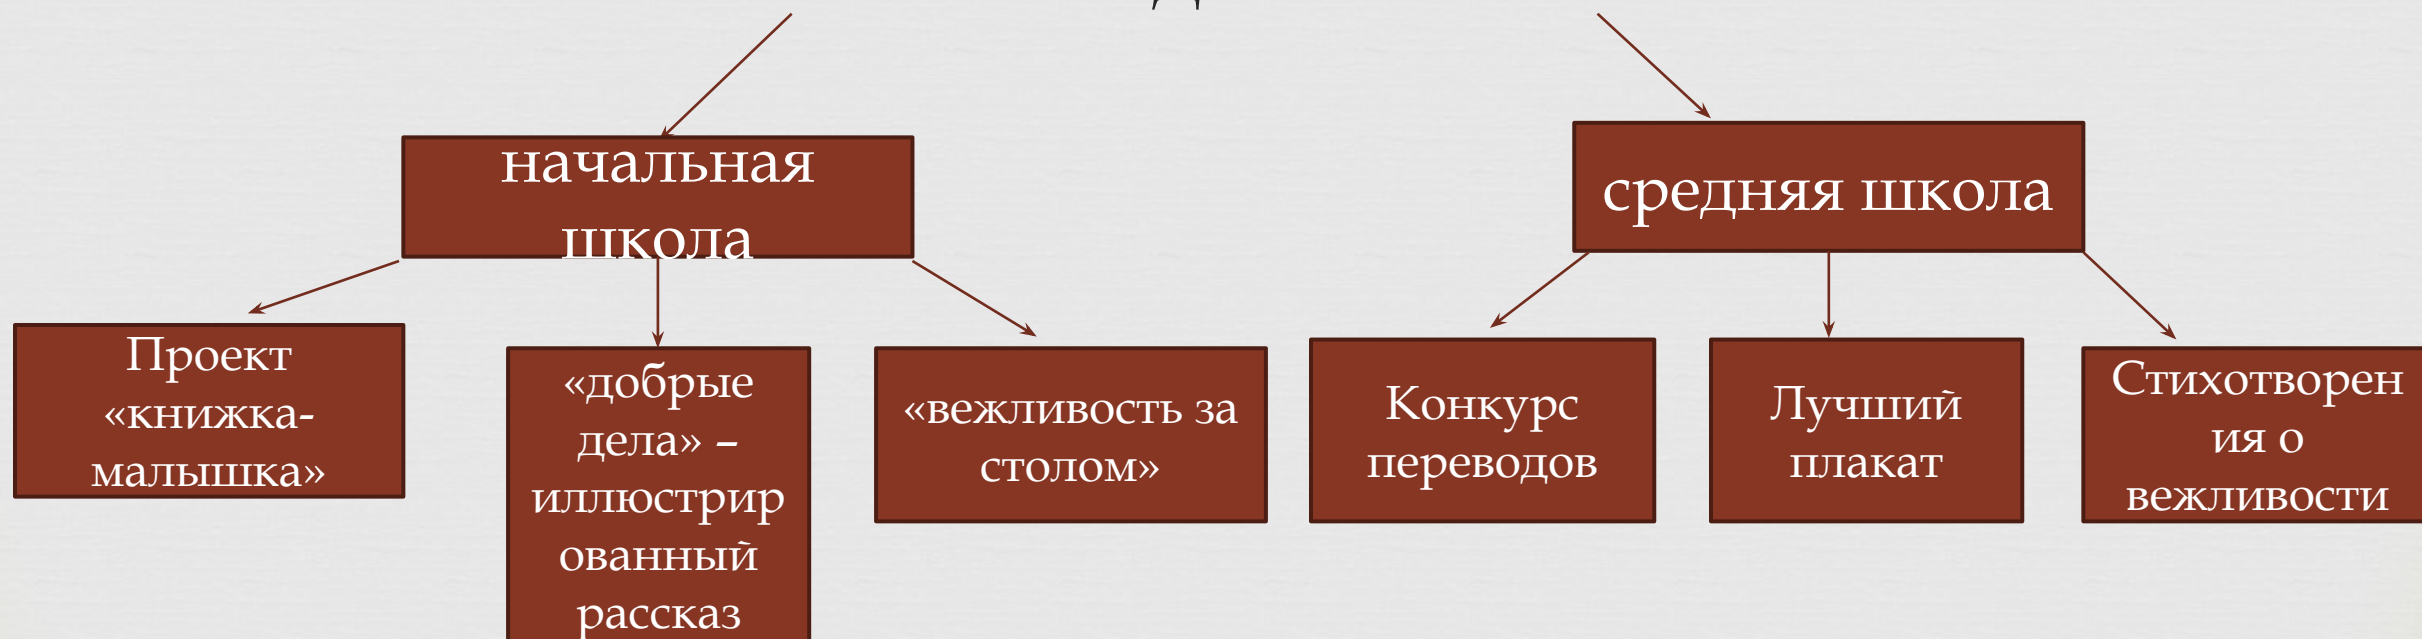 начальная
школа
средняя школа
Проект
«книжка-
малышка»
«добрые
дела» –
иллюстрир
ованный
рассказ
«вежливость за
столом»
Конкурс
переводов
Лучший
плакат
Стихотворен
ия о
вежливости